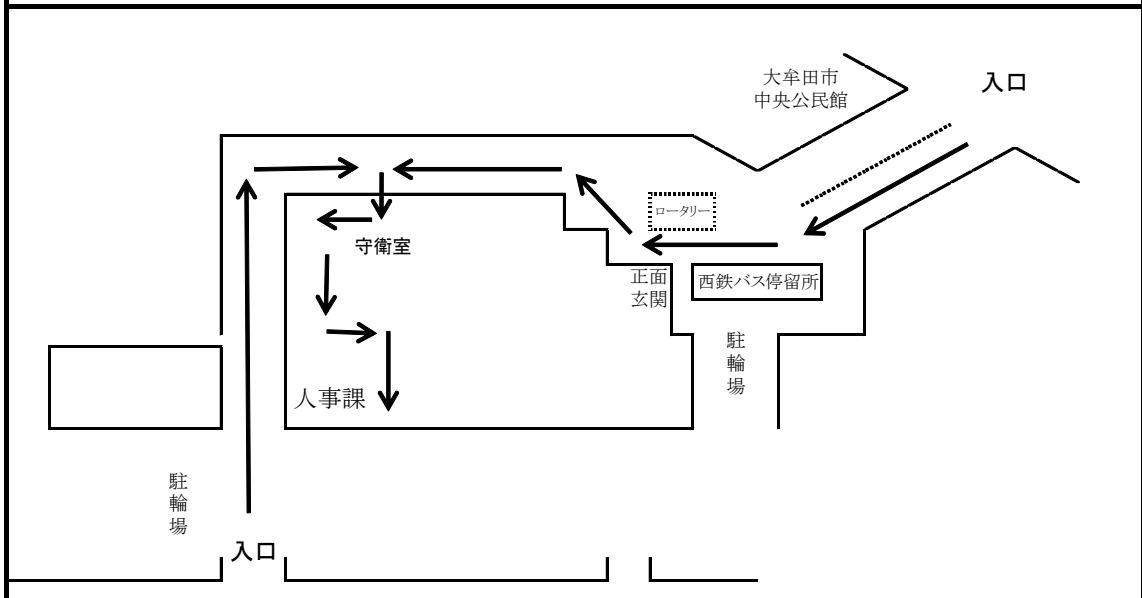 大牟田市
中央公民館
入口
ロータリー
守衛室
正面
玄関
西鉄バス停留所
駐輪場
人事課
駐輪場
入口